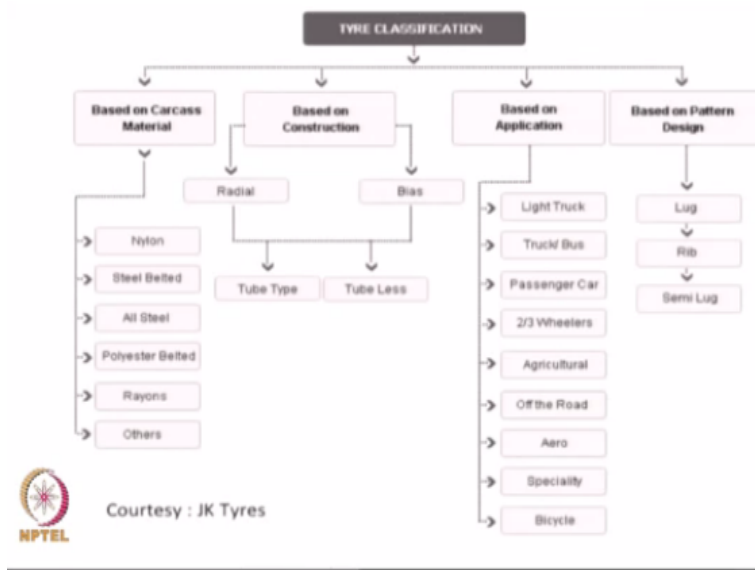 TYRE CLASSIFICATION
Based on Carcass
Material
Based on
Construction
Based on
Application
Based on Pattern
Design
Radial
Bias
Tube Type
Tube Less
Nylon
Steel Belted
All Steel
Polyester Belted
Rayons
Others
Light Truck
Truck/ Bus
Passenger Car
2/3 Wheelers
Agricultural
Off the Road
Aero
Speciality
Bicycle
Lug
Rib
Semi Lug
Courtesy : JK Tyres
NPTEL